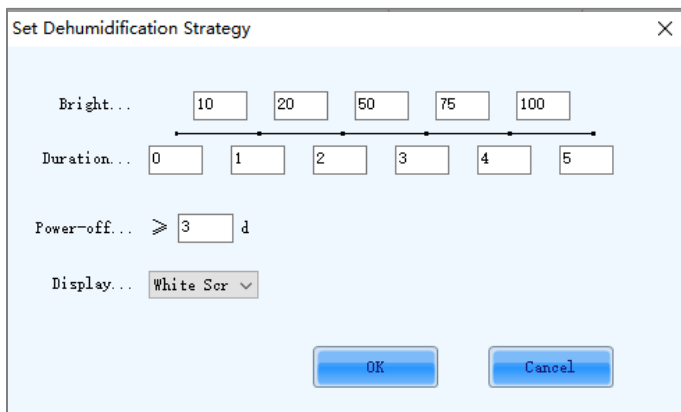 Set Dehumidification Strategy
Bright... 10 20 50 75 100
Duration... 0 1 2 3 4 5
Power-off... ≥ 3 d
Display... White Scr
OK Cancel